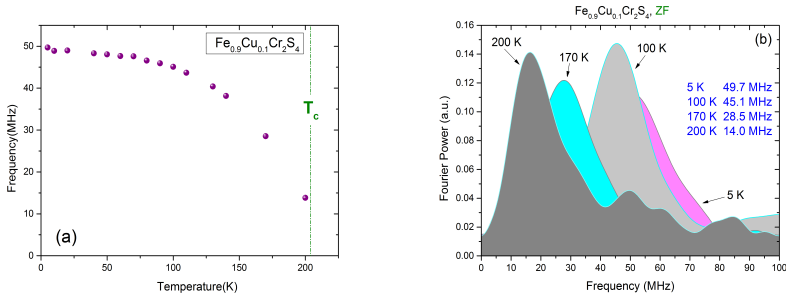 Fe0.9Cu0.1Cr2S4
Tc
(a)
Frequency(MHz)
0
10
20
30
40
50
0 50 100 150 200
Temperature(K)
Fe0.9Cu0.1Cr2S4, ZF
(b)
200 K
170 K
100 K
5 K
5 K 49.7 MHz
100 K 45.1 MHz
170 K 28.5 MHz
200 K 14.0 MHz
Fourier Power (a.u.)
0.16
0.14
0.12
0.10
0.08
0.06
0.04
0.02
0.00
0 10 20 30 40 50 60 70 80 90 100
Frequency (MHz)